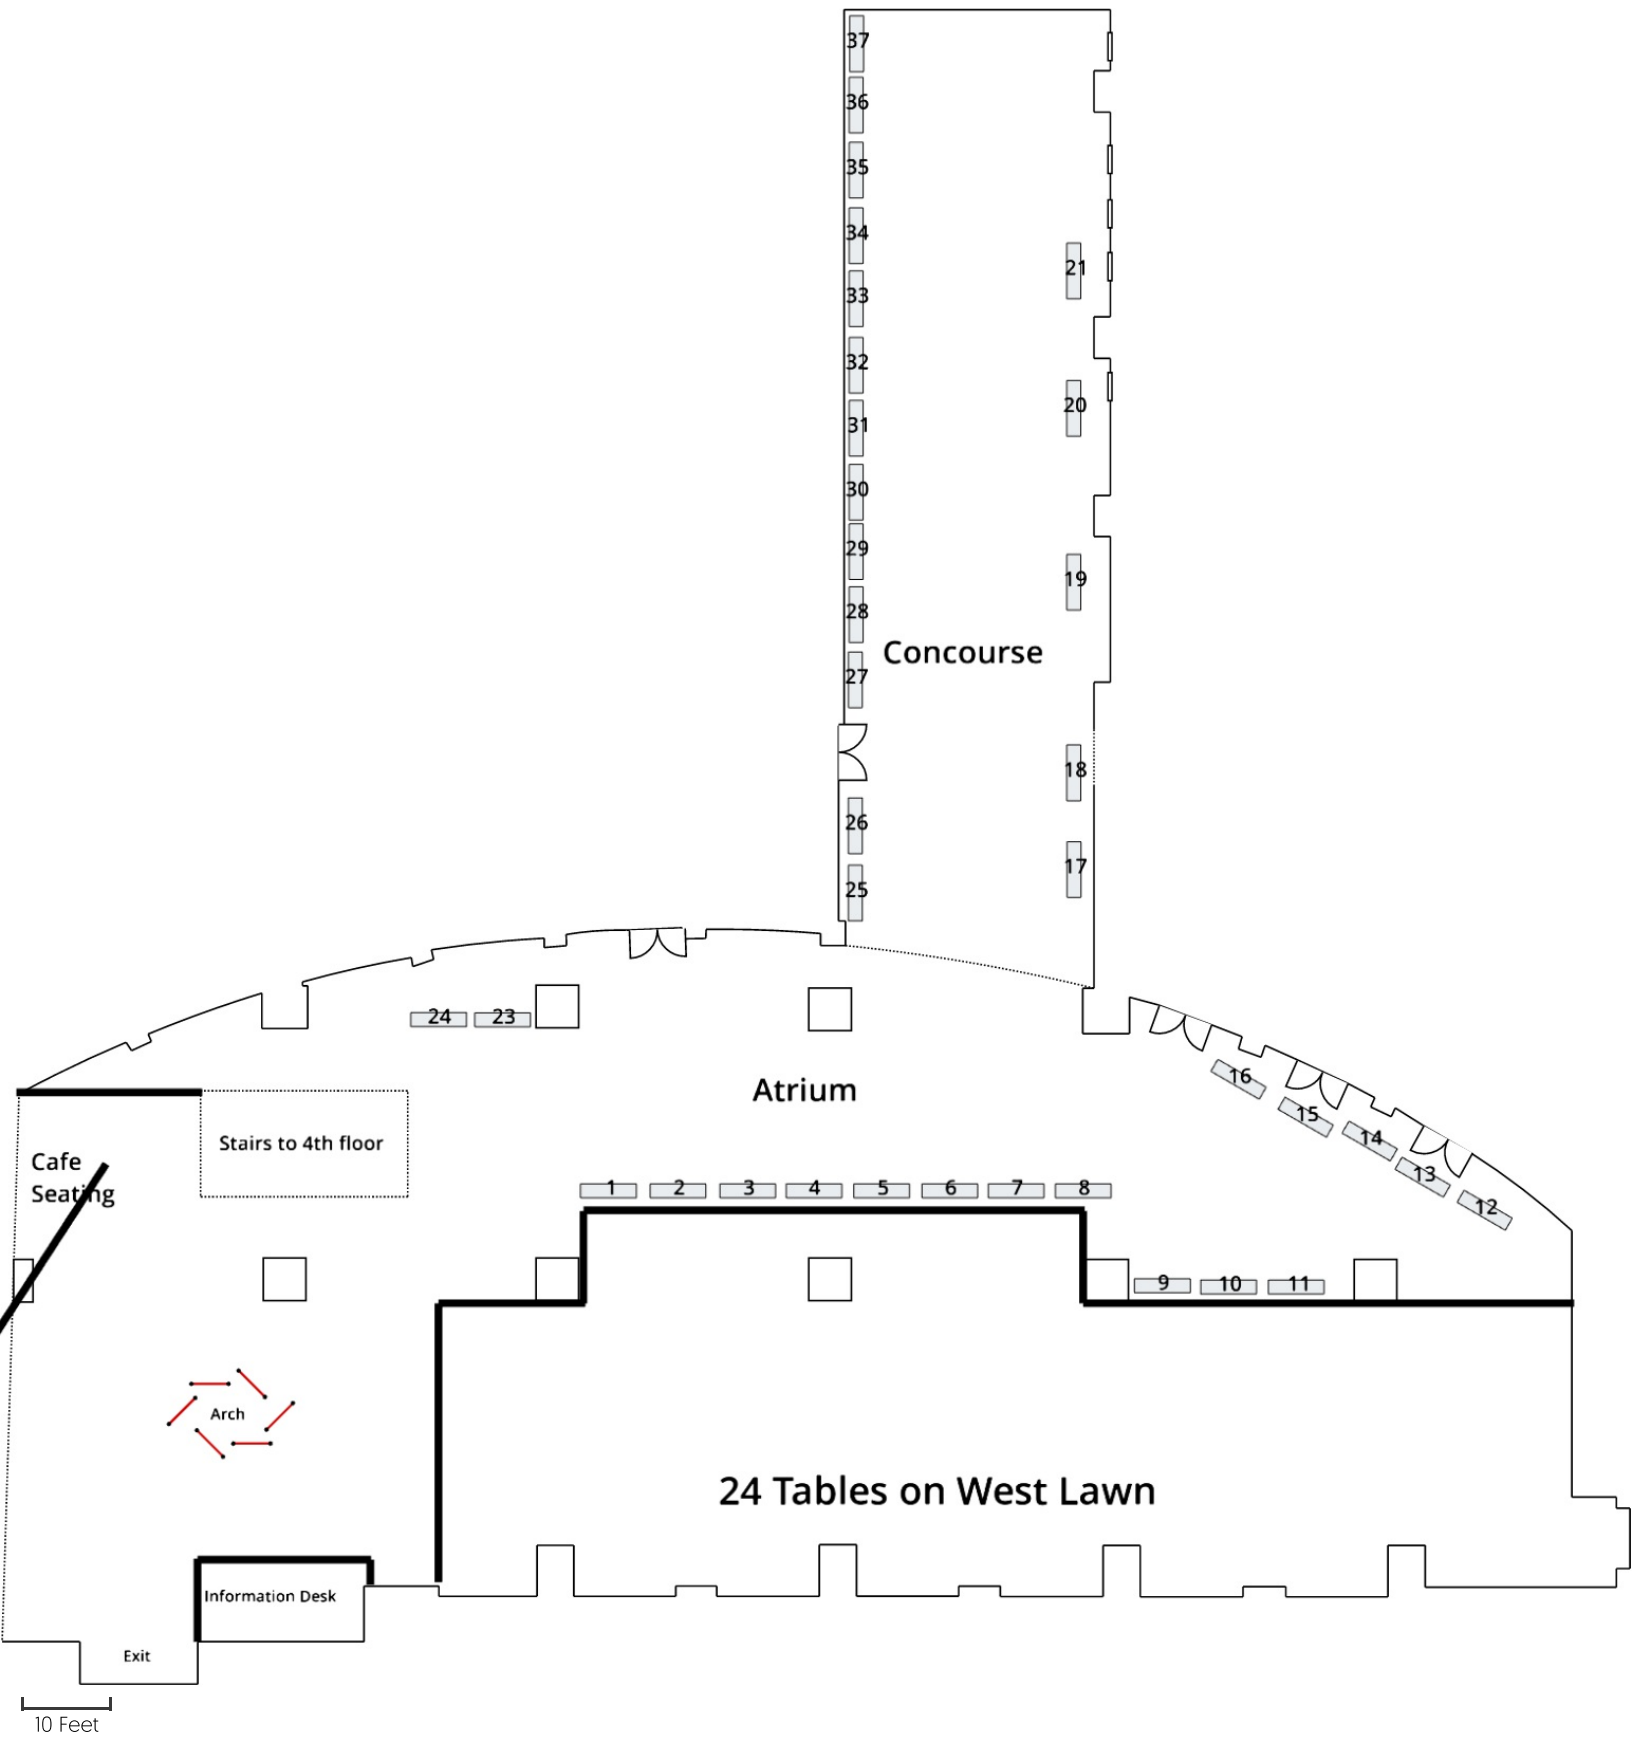 37
36
35
34
21
33
32
20
31
30
29
19
28
Concourse
27
18
26
17
25
24 23
16
Atrium
15
14
Stairs to 4th floor
Cafe
Seating
13
1 2 3 4 5 6 7 8
12
9 10 11
Arch
24 Tables on West Lawn
Information Desk
Exit
10 Feet